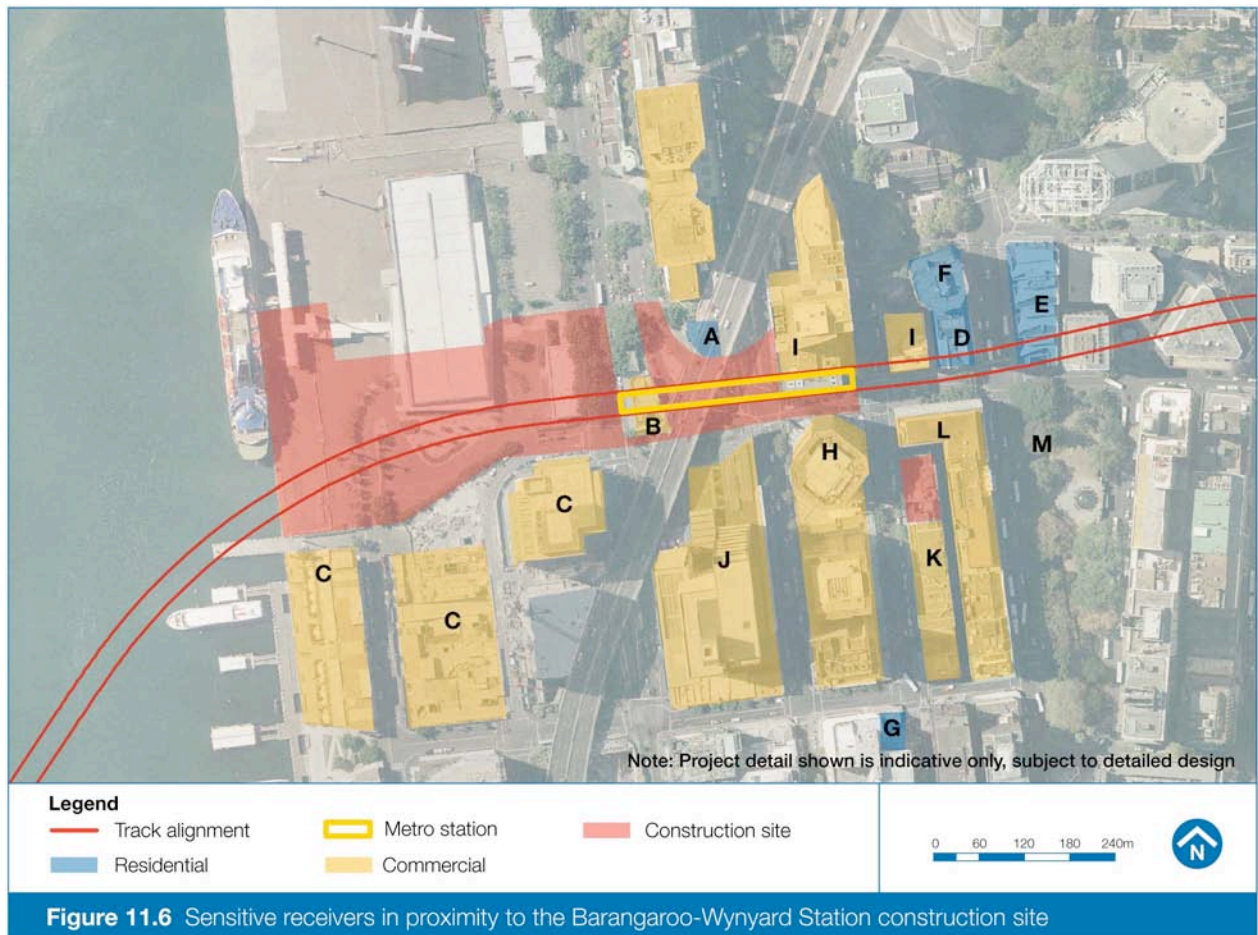 F
E
A
I
I
D
B
L
M
H
C
J
C
K
C
G
Note: Project detail shown is indicative only, subject to detailed design
Legend
Track alignment
Metro station
Construction site
Residential
Commercial
0 60 120 180 240m
N
Figure 11.6 Sensitive receivers in proximity to the Barangaroo-Wynyard Station construction site